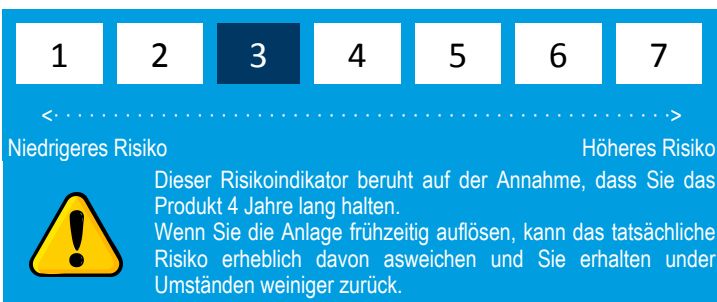 1 2 3 4 5 6 7
<· · · · · · · · · · · · · · · · · · · · · · · · · · · · · · · · · · · · · · · · · · · · · · · · · · · · · ·>
Niedrigeres Risiko Höheres Risiko
Dieser Risikoindikator beruht auf der Annahme, dass Sie das
Produkt 4 Jahre lang halten.
Wenn Sie die Anlage frühzeitig auflösen, kann das tatsächliche
Risiko erheblich davon asweichen und Sie erhalten under
Umständen weiniger zurück.